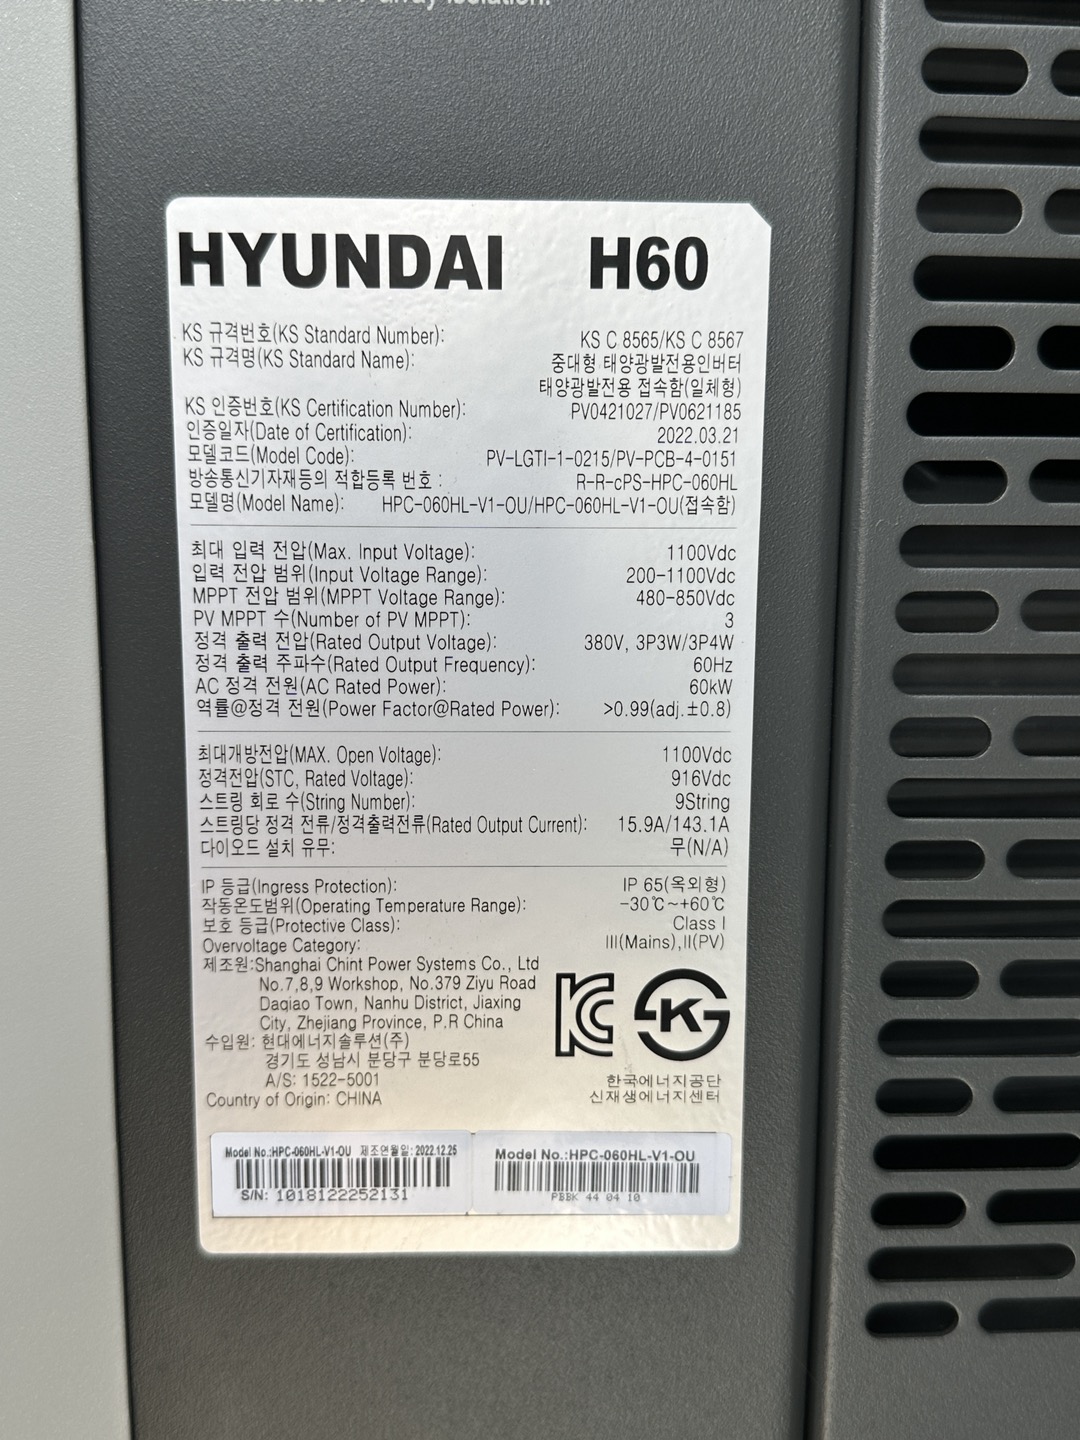 HYUNDAI H60
KS 규격번호(KS Standard Number): KS C 8565/KS C 8567
KS 규격명(KS Standard Name): 중대형 태양광발전용인버터
태양광발전용 접속함(일체형)
KS 인증번호(KS Certification Number): PV0421027/PV0621185
인증일자(Date of Certification): 2022.03.21
모델코드(Model Code): PV-LGTI-1-0215/PV-PCB-4-0151
방송통신기자재등의 적합등록 번호 : R-R-cPS-HPC-060HL
모델명(Model Name): HPC-060HL-V1-OU/HPC-060HL-V1-OU(접속함)
최대 입력 전압(Max. Input Voltage): 1100Vdc
입력 전압 범위(Input Voltage Range): 200-1100Vdc
MPPT 전압 범위(MPPT Voltage Range): 480-850Vdc
PV MPPT 수(Number of PV MPPT): 3
정격 출력 전압(Rated Output Voltage): 380V, 3P3W/3P4W
정격 출력 주파수(Rated Output Frequency): 60Hz
AC 정격 전원(AC Rated Power): 60kW
역률@정격 전원(Power Factor@Rated Power): >0.99(adj.±0.8)
최대개방전압(MAX. Open Voltage): 1100Vdc
정격전압(STC, Rated Voltage): 916Vdc
스트링 회로 수(String Number): 9String
스트링당 정격 전류/정격출력전류(Rated Output Current): 15.9A/143.1A
다이오드 설치 유무: 무(N/A)
IP 등급(Ingress Protection): IP 65(옥외형)
작동온도범위(Operating Temperature Range): -30℃~+60℃
보호 등급(Protective Class): Class I
Overvoltage Category: III(Mains),II(PV)
제조원:Shanghai Chint Power Systems Co., Ltd
No.7,8,9 Workshop, No.379 Ziyu Road
Daqiao Town, Nanhu District, Jiaxing
City, Zhejiang Province, P.R China
수입원: 현대에너지솔루션(주)
경기도 성남시 분당구 분당로55
A/S: 1522-5001
Country of Origin: CHINA
한국에너지공단
신재생에너지센터
Model No.:HPC-060HL-V1-OU 제조연월일: 2022.12.25
S/N: 1018122252131
Model No.:HPC-060HL-V1-OU
PBBK 44 04 10